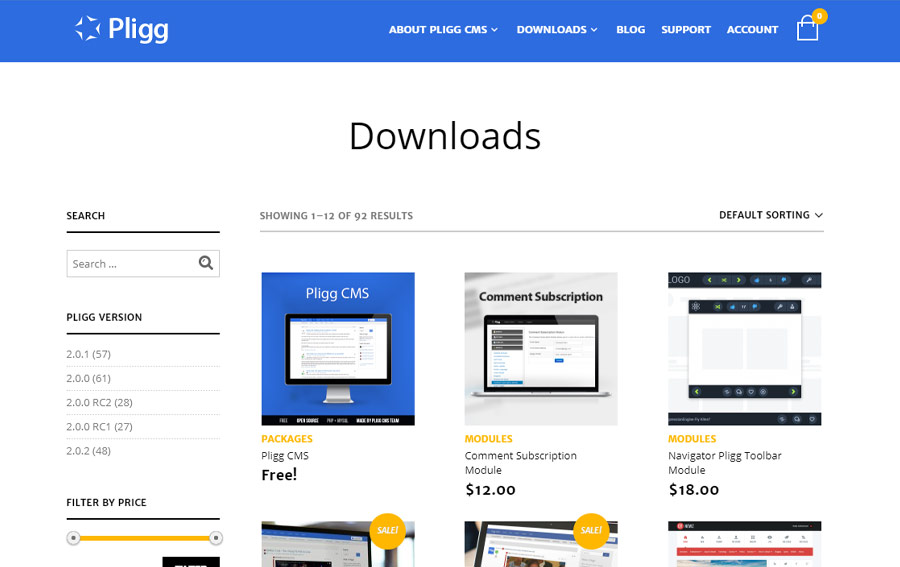 Pligg
ABOUT PLIGG CMS
DOWNLOADS
BLOG
SUPPORT
ACCOUNT
0
Downloads
SEARCH
Search ...
PLIGG VERSION
2.0.1 (57)
2.0.0 (61)
2.0.0 RC2 (28)
2.0.0 RC1 (27)
2.0.2 (48)
FILTER BY PRICE
SHOWING 1–12 OF 92 RESULTS
DEFAULT SORTING
Pligg CMS
FREE OPEN SOURCE PHP + MYSQL MADE BY PLIGG CMS TEAM
PACKAGES
Pligg CMS
Free!
Comment Subscription
MODULES
Comment Subscription
Module
$12.00
LOGO
MODULES
Navigator Pligg Toolbar
Module
$18.00
SALE!
SALE!